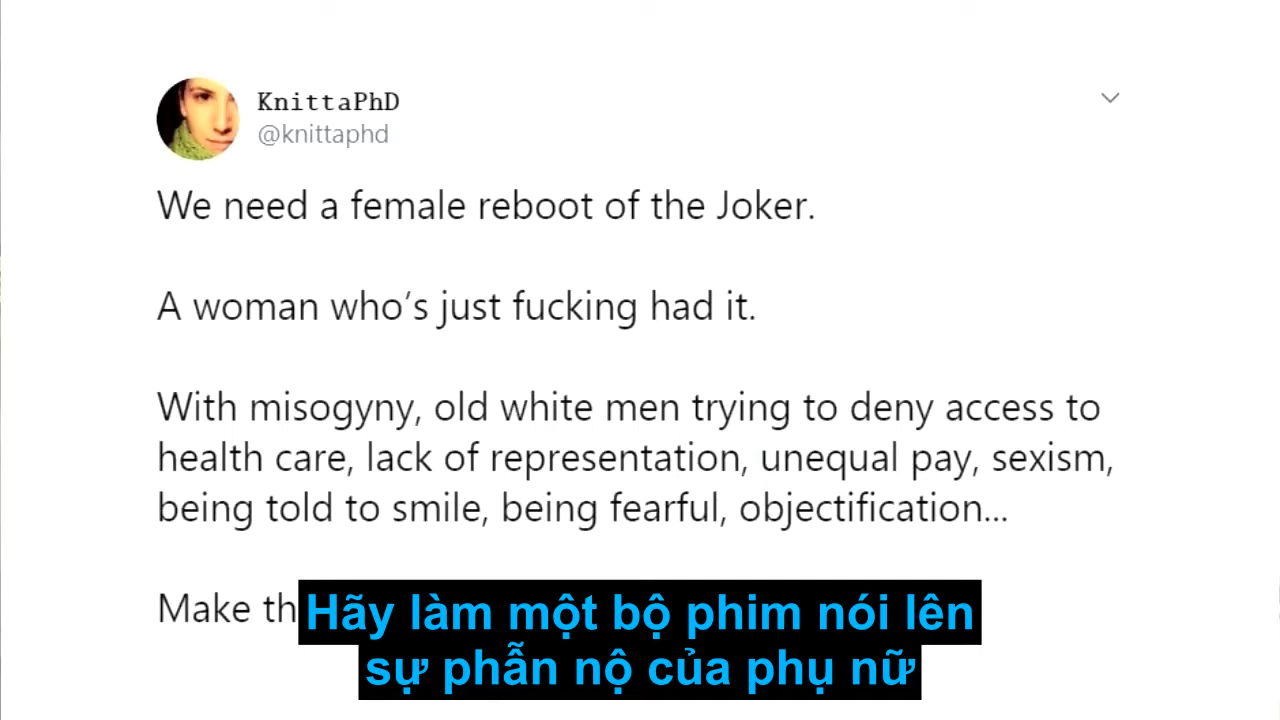 KnittaPhD
@knittaphd
We need a female reboot of the Joker.
A woman who's just fucking had it.
With misogyny, old white men trying to deny access to
health care, lack of representation, unequal pay, sexism,
being told to smile, being fearful, objectification...
Make
Hãy làm một bộ phim nói lên
sự phẫn nộ của phụ nữ